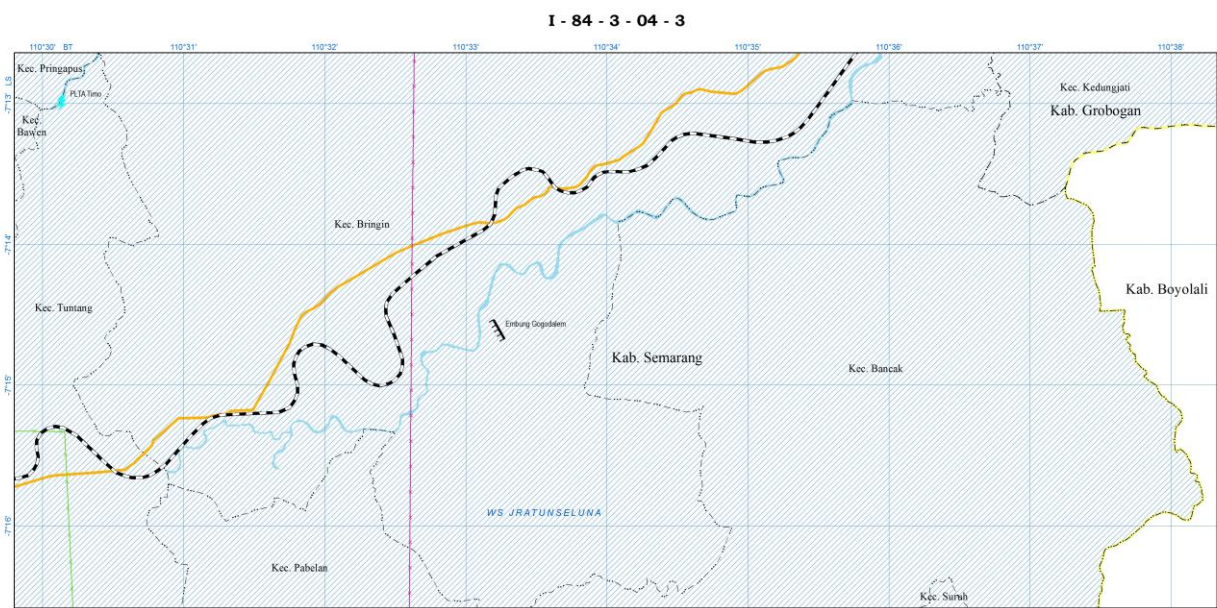 I - 84 - 3 - 04 - 3
110°30' BT 110°31' 110°32' 110°33' 110°34' 110°35' 110°36' 110°37' 110°38'
Kec. Pringapus
PLTA Timo
Kec.
Bawen
Kec. Kedungjati
Kab. Grobogan
-7°13' LS
Kec. Bringin
-7°14'
Kec. Tuntang
Kab. Boyolali
Embung Gogodalem
Kab. Semarang
Kec. Bancak
-7°15'
WS JRATUNSELUNA
-7°16'
Kec. Pabelan
Kec. Suruh